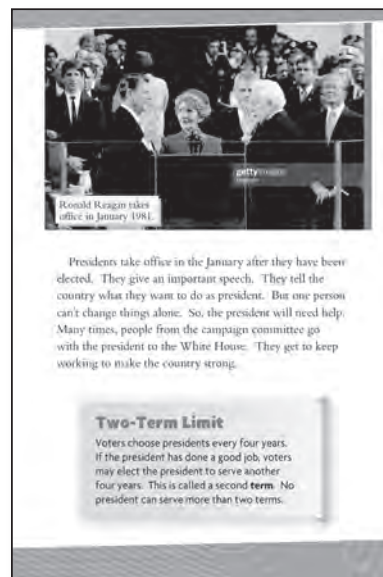 gettyimages
Ronald Reagan takes
office in January 1981.
Presidents take office in the January after they have been
elected. They give an important speech. They tell the
country what they want to do as president. But one person
can't change things alone. So, the president will need help.
Many times, people from the campaign committee go
with the president to the White House. They get to keep
working to make the country strong.
Two-Term Limit
Voters choose presidents every four years.
If the president has done a good job, voters
may elect the president to serve another
four years. This is called a second term. No
president can serve more than two terms.